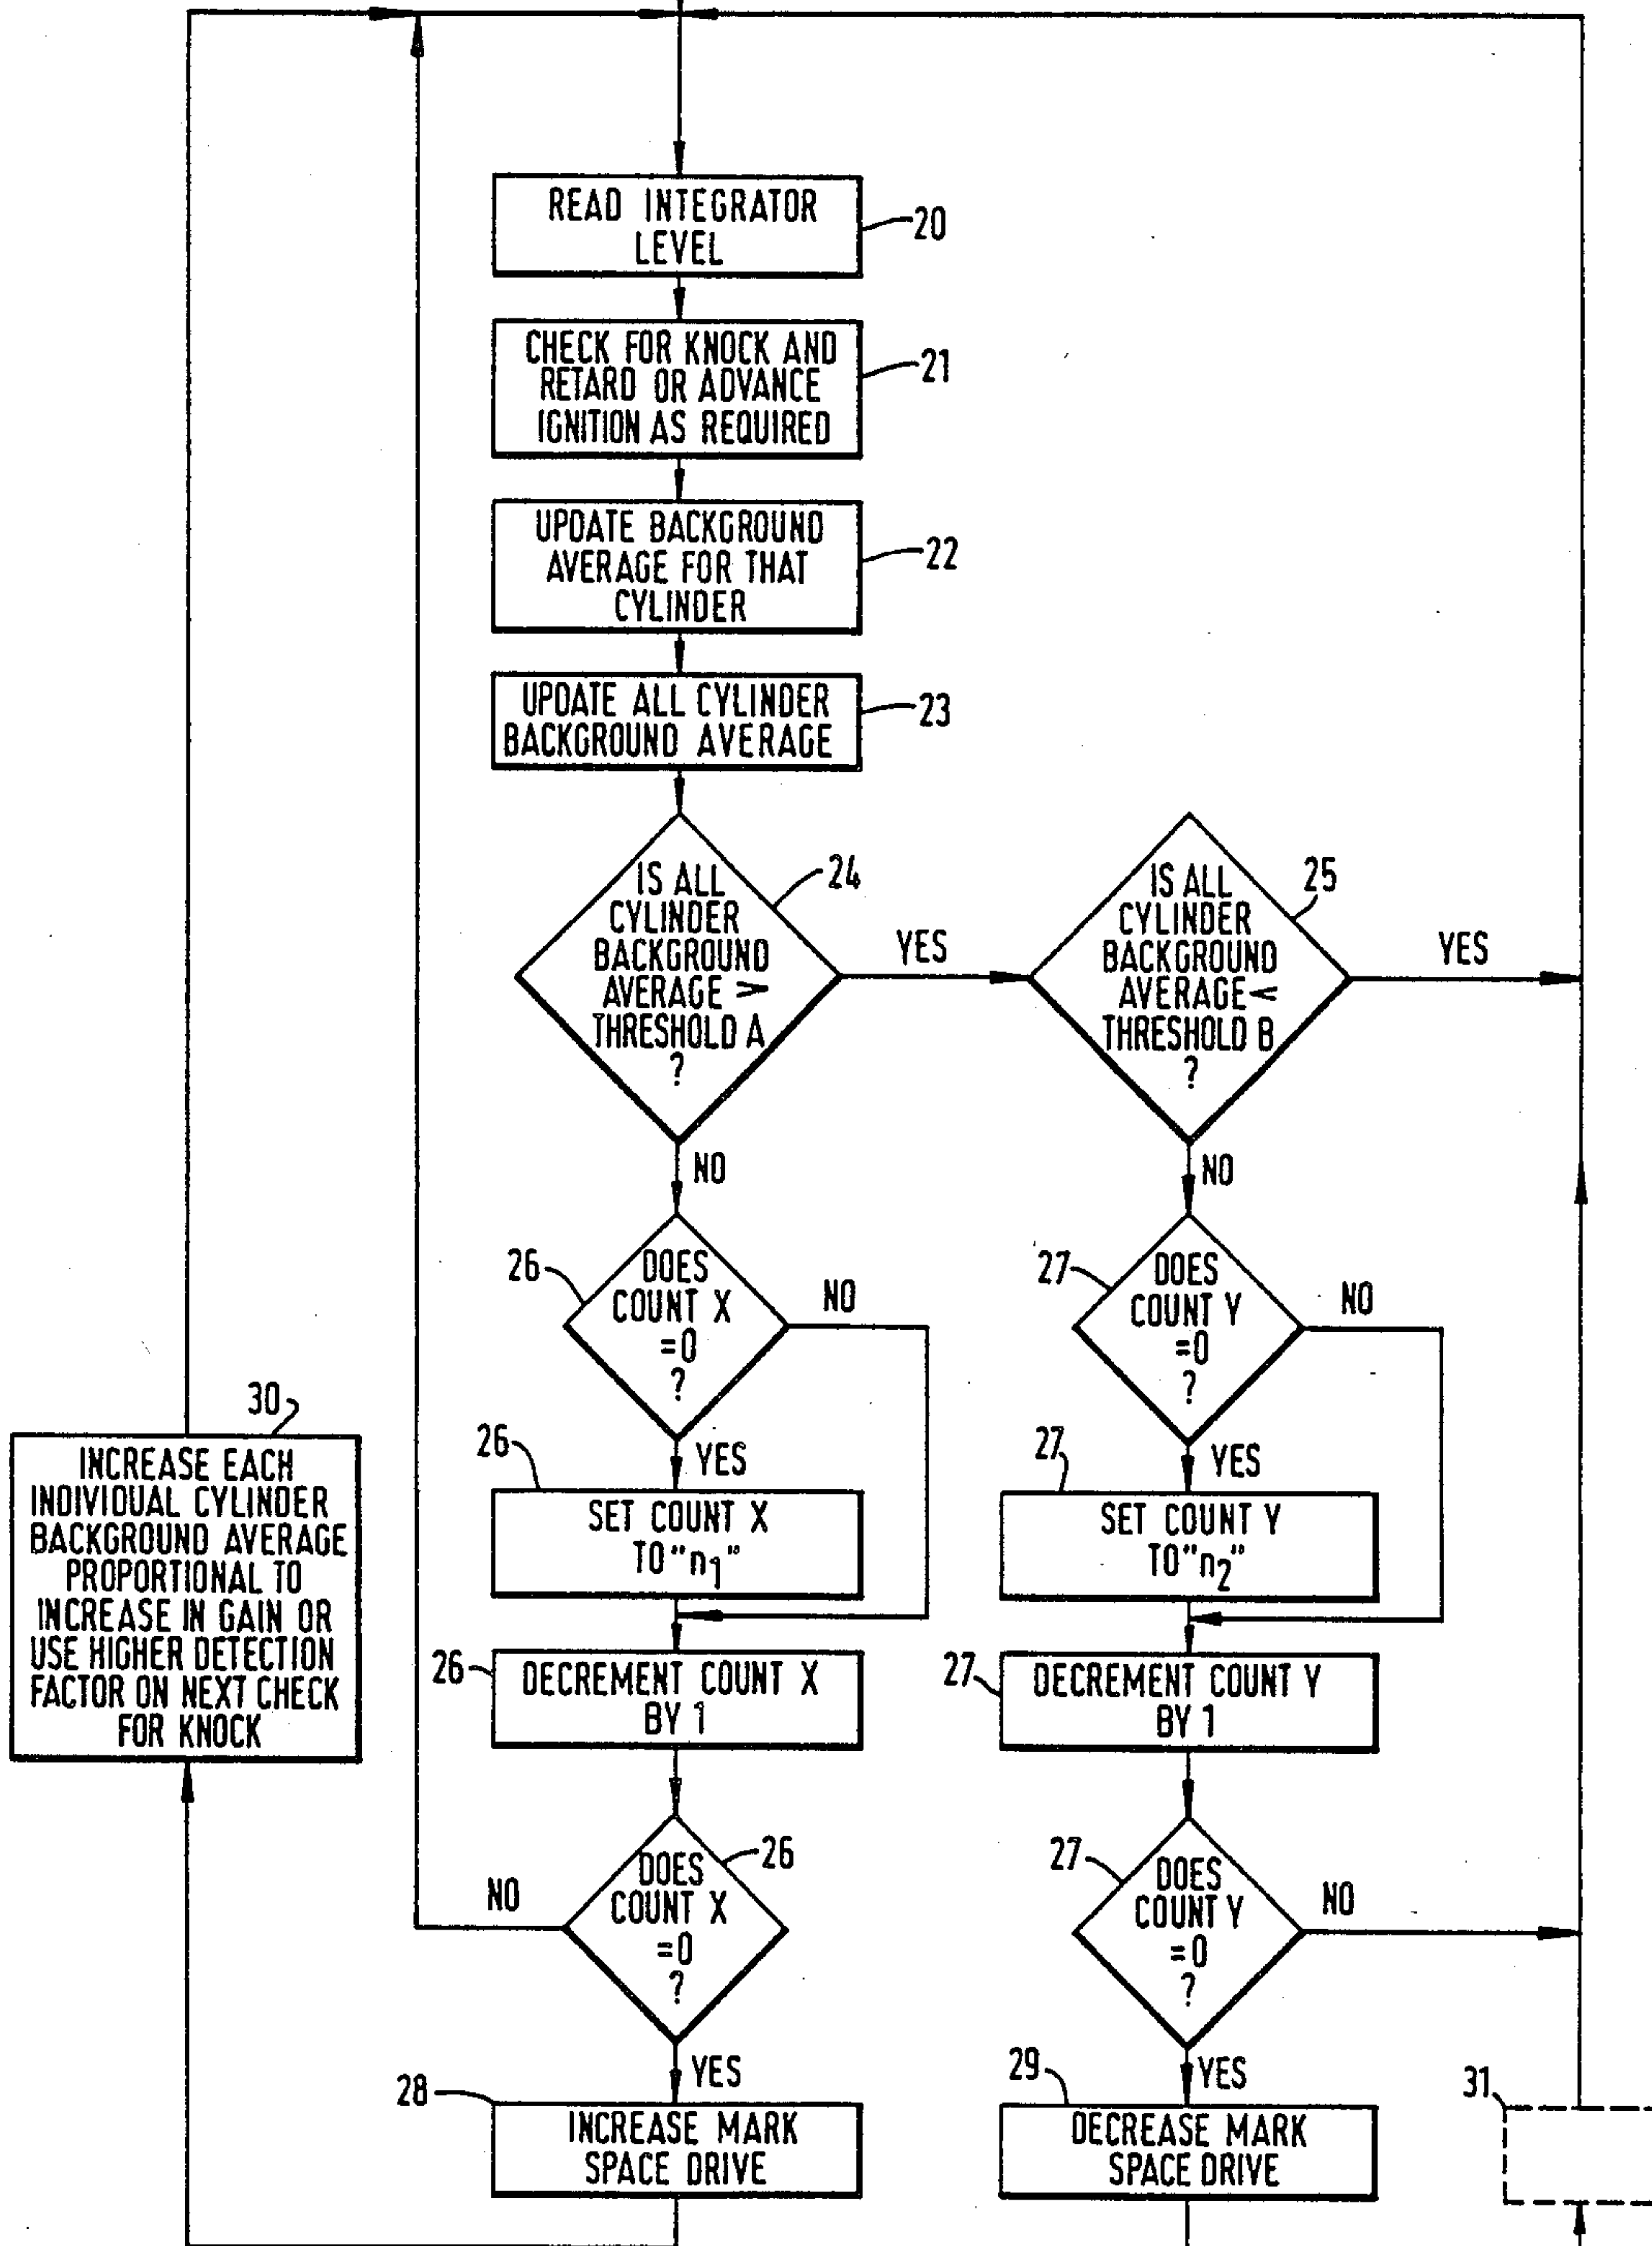 READ INTEGRATOR
LEVEL
20
CHECK FOR KNOCK AND
RETARD OR ADVANCE
IGNITION AS REQUIRED
21
UPDATE BACKGROUND
AVERAGE FOR THAT
CYLINDER
22
UPDATE ALL CYLINDER
BACKGROUND AVERAGE
23
IS ALL
CYLINDER
BACKGROUND
AVERAGE >
THRESHOLD A
?
24
YES
NO
IS ALL
CYLINDER
BACKGROUND
AVERAGE <
THRESHOLD B
?
25
YES
NO
26
DOES
COUNT X
=0
?
NO
YES
27
DOES
COUNT Y
=0
?
NO
YES
30
INCREASE EACH
INDIVIDUAL CYLINDER
BACKGROUND AVERAGE
PROPORTIONAL TO
INCREASE IN GAIN OR
USE HIGHER DETECTION
FACTOR ON NEXT CHECK
FOR KNOCK
26
SET COUNT X
TO "n1"
27
SET COUNT Y
TO "n2"
26
DECREMENT COUNT X
BY 1
27
DECREMENT COUNT Y
BY 1
26
DOES
COUNT X
=0
?
NO
YES
27
DOES
COUNT Y
=0
?
NO
YES
28
INCREASE MARK
SPACE DRIVE
29
DECREASE MARK
SPACE DRIVE
31